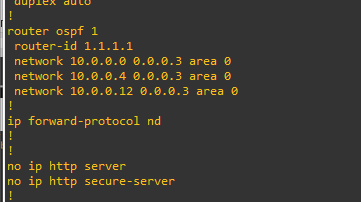 duplex auto
!
router ospf 1
router-id 1.1.1.1
network 10.0.0.0 0.0.0.3 area 0
network 10.0.0.4 0.0.0.3 area 0
network 10.0.0.12 0.0.0.3 area 0
!
ip forward-protocol nd
!
!
no ip http server
no ip http secure-server
!